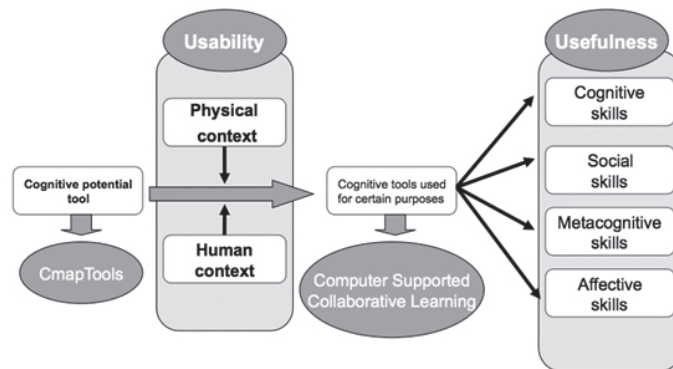 Usability
Usefulness
Physical
context
Cognitive potential
tool
CmapTools
Human
context
Cognitive tools used
for certain purposes
Computer Supported
Collaborative Learning
Cognitive
skills
Social
skills
Metacognitive
skills
Affective
skills